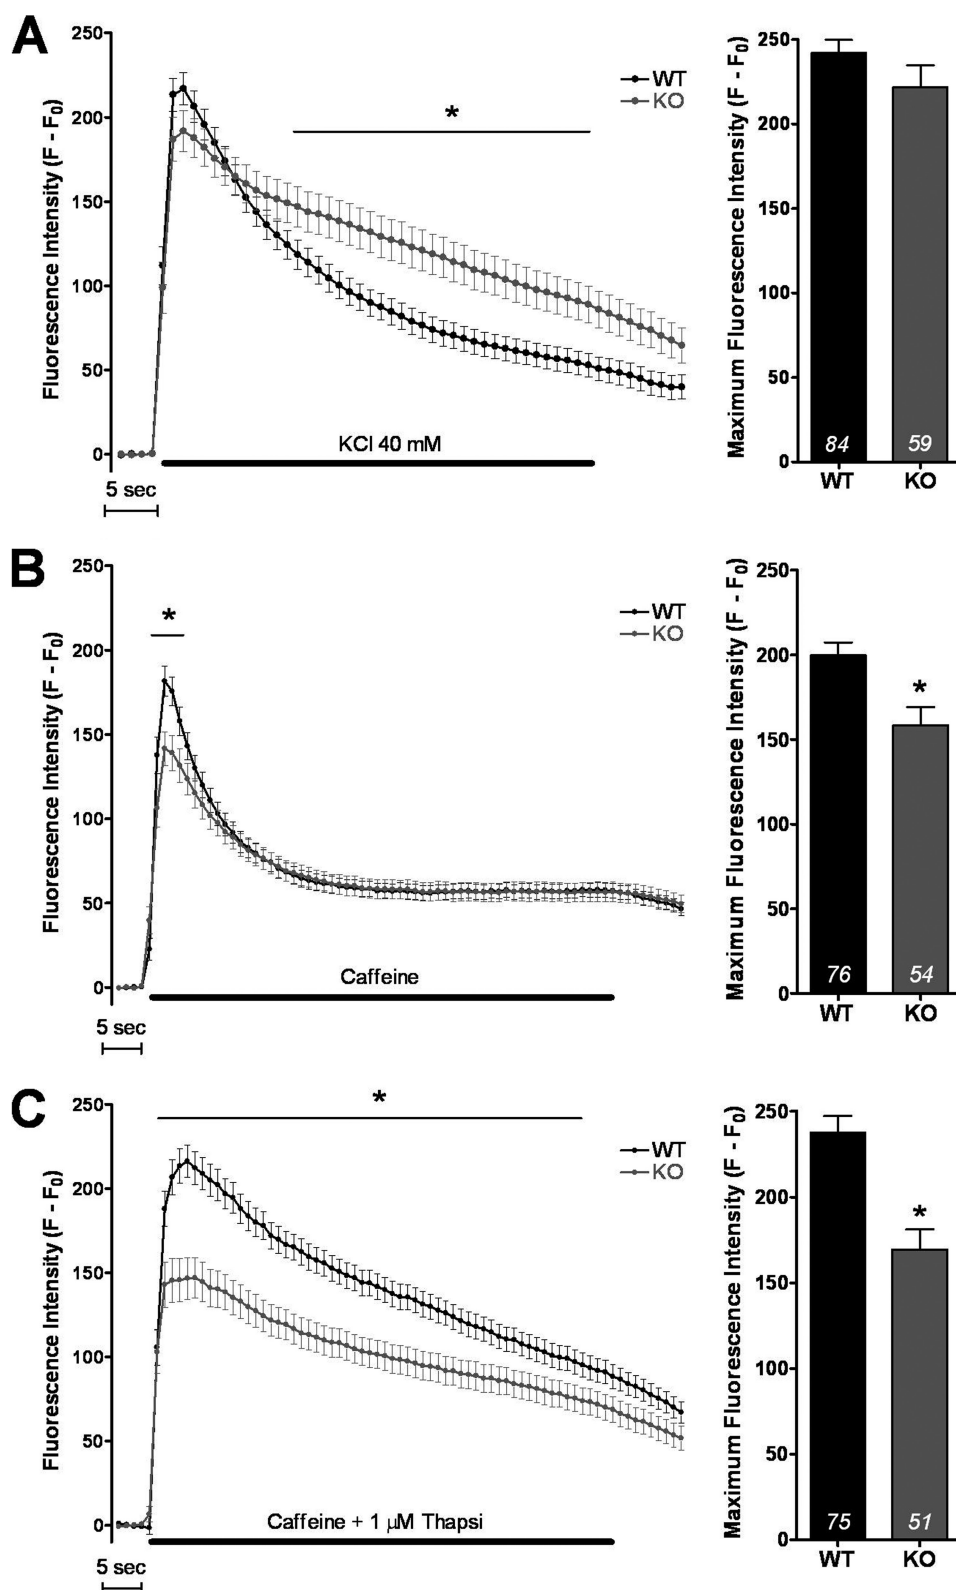 A
Fluorescence Intensity (F - F0)
250
200
150
100
50
0
WT
KO
*
KCl 40 mM
5 sec
Maximum Fluorescence Intensity (F - F0)
250
200
150
100
50
0
84
59
WT
KO
B
Fluorescence Intensity (F - F0)
250
200
150
100
50
0
*
WT
KO
Caffeine
5 sec
Maximum Fluorescence Intensity (F - F0)
250
200
150
100
50
0
*
76
54
WT
KO
C
Fluorescence Intensity (F - F0)
250
200
150
100
50
0
*
WT
KO
Caffeine + 1 μM Thapsi
5 sec
Maximum Fluorescence Intensity (F - F0)
250
200
150
100
50
0
*
75
51
WT
KO